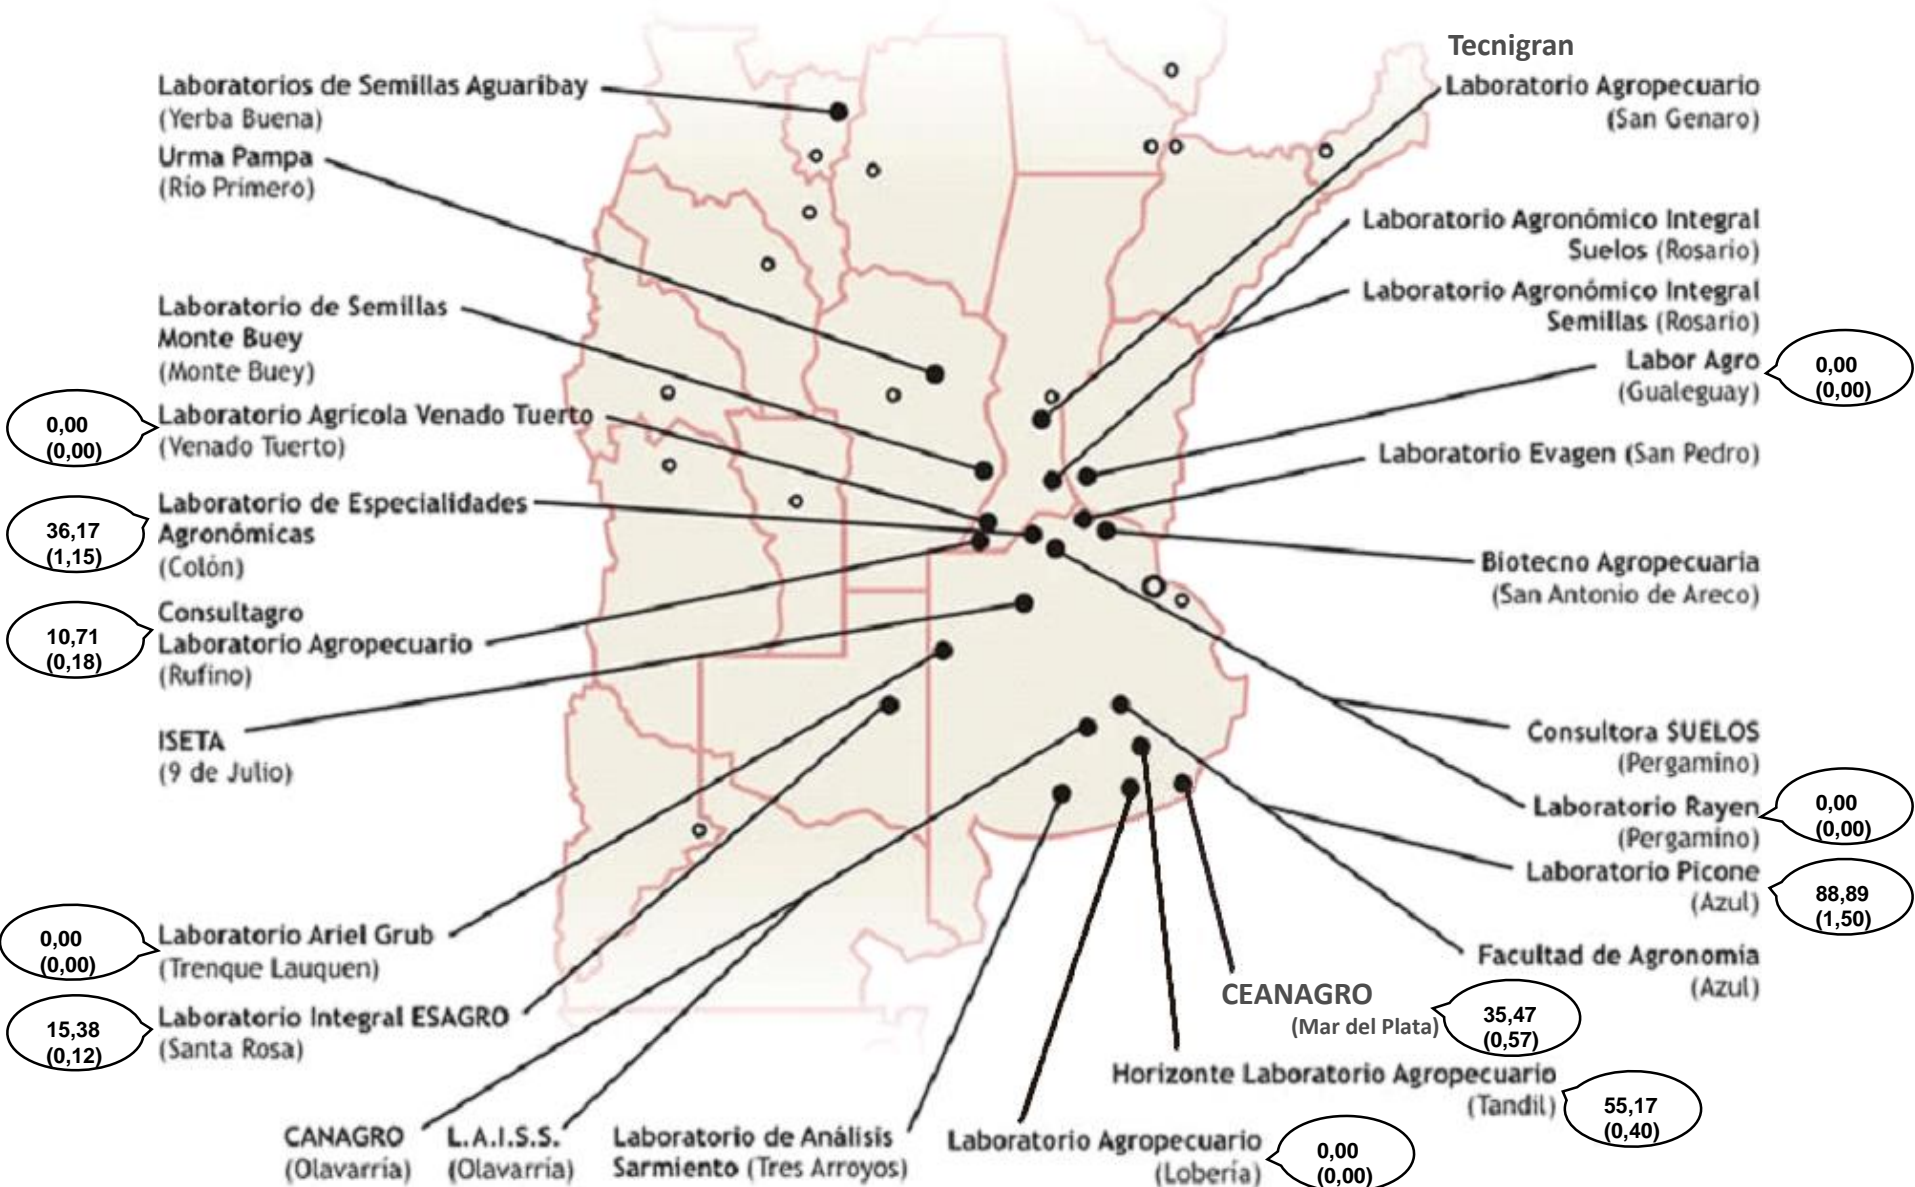 Laboratorios de Semillas Aguaribay
(Yerba Buena)
Urma Pampa
(Río Primero)
Laboratorio de Semillas
Monte Buey
(Monte Buey)
0,00
(0,00)
Laboratorio Agrícola Venado Tuerto
(Venado Tuerto)
36,17
(1,15)
Laboratorio de Especialidades
Agronómicas
(Colón)
10,71
(0,18)
Consultagro
Laboratorio Agropecuario
(Rufino)
ISETA
(9 de Julio)
0,00
(0,00)
Laboratorio Ariel Grub
(Trenque Lauquen)
15,38
(0,12)
Laboratorio Integral ESAGRO
(Santa Rosa)
CANAGRO
(Olavarría)
L.A.I.S.S.
(Olavarría)
Laboratorio de Análisis
Sarmiento (Tres Arroyos)
Laboratorio Agropecuario
(Lobería)
0,00
(0,00)
Tecnigran
Laboratorio Agropecuario
(San Genaro)
Laboratorio Agronómico Integral
Suelos (Rosario)
Laboratorio Agronómico Integral
Semillas (Rosario)
Labor Agro
(Gualeguay)
0,00
(0,00)
Laboratorio Evagen (San Pedro)
Biotecno Agropecuaria
(San Antonio de Areco)
Consultora SUELOS
(Pergamino)
Laboratorio Rayen
(Pergamino)
0,00
(0,00)
Laboratorio Picone
(Azul)
88,89
(1,50)
Facultad de Agronomía
(Azul)
CEANAGRO
(Mar del Plata)
35,47
(0,57)
Horizonte Laboratorio Agropecuario
(Tandil)
55,17
(0,40)